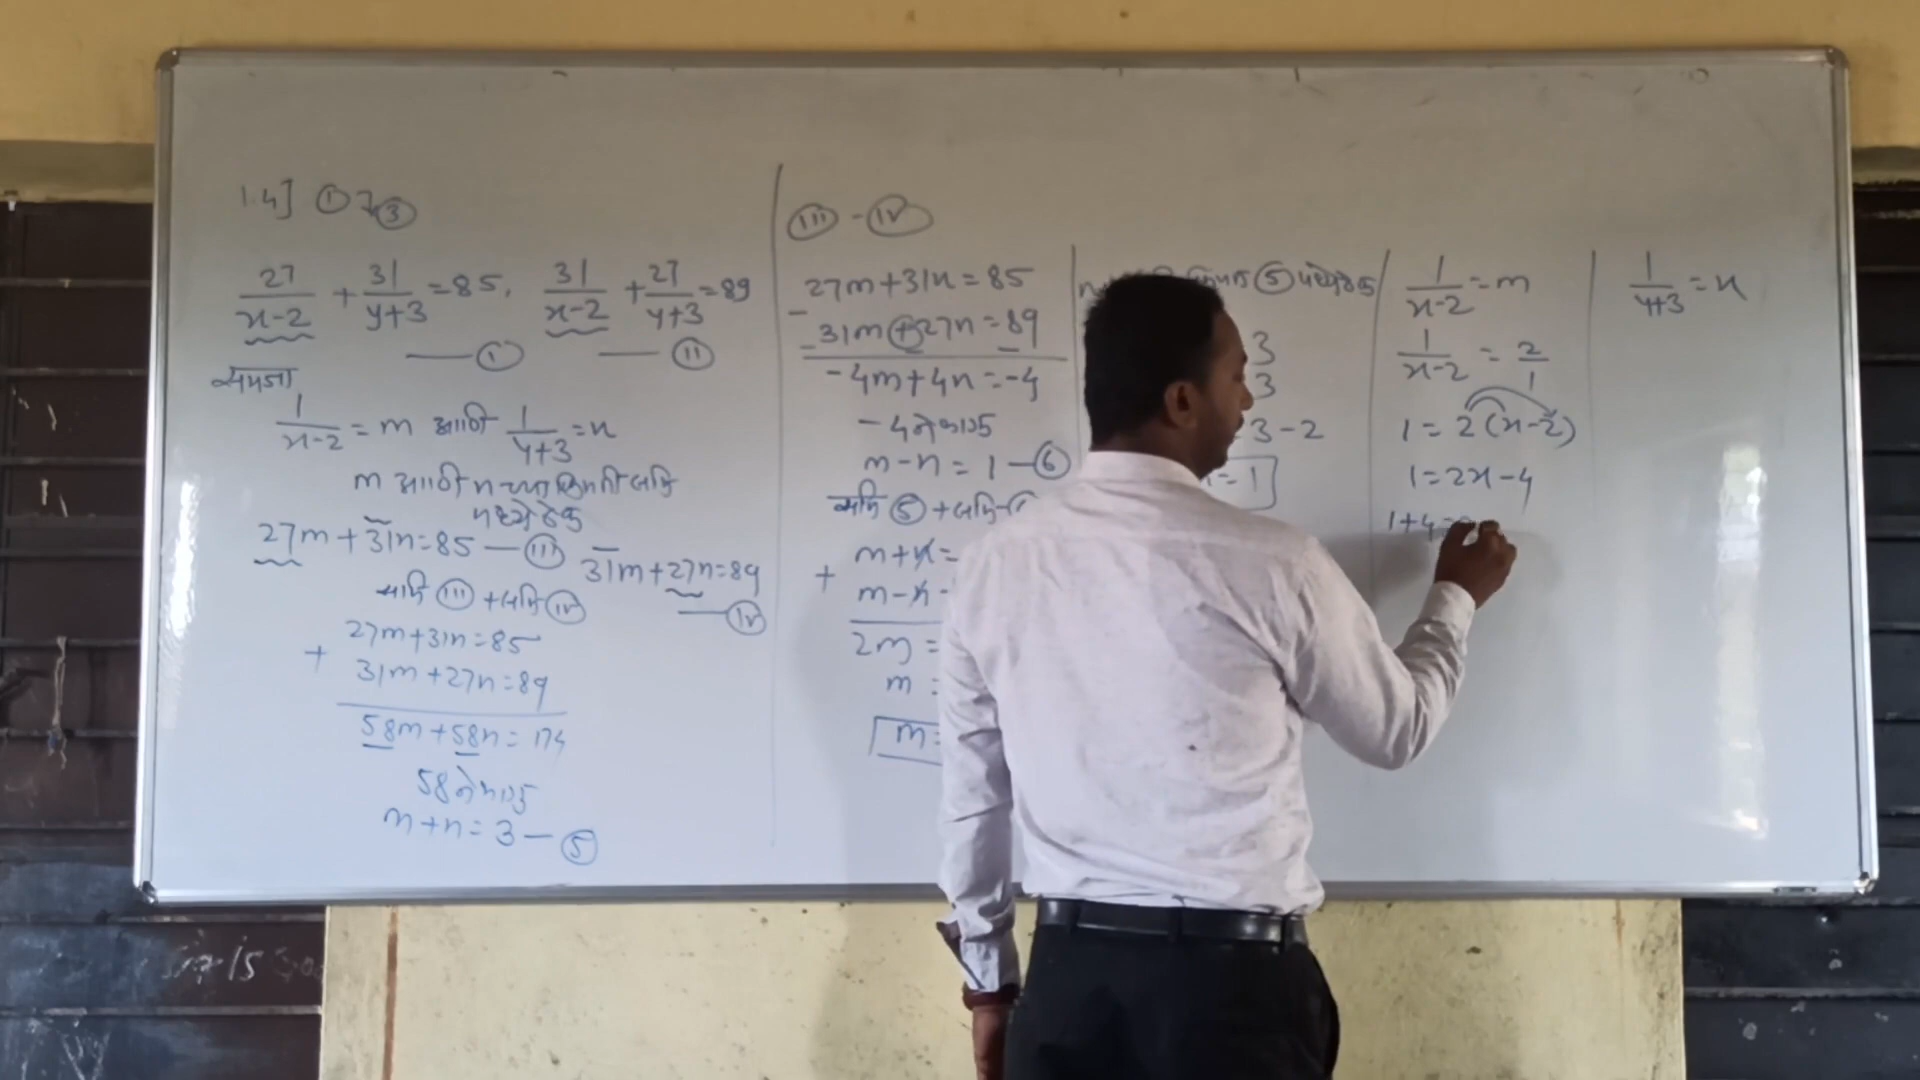 1.4] ① 7 ③
27/(x-2) + 31/(y+3) = 85, 31/(x-2) + 27/(y+3) = 89
—— Ⓘ —— Ⓘⓘ
समजा
1/(x-2) = m आणि 1/(y+3) = n
m आणि n च्या किंमती समी
मध्ये ठेऊ
27m + 31n = 85 — (III)
31m + 27n = 89
— (IV)
समी (III) + समी (IV)
27m + 31n = 85
+
31m + 27n = 89
58m + 58n = 174
58 ने भागू
m + n = 3 — ⑤
(III) - (IV)
27m + 31n = 85
-
- 31m + 27n = 89
-
-4m + 4n = -4
-4 ने भागू
m - n = 1 — ⑥
समी ⑤ + समी
m + n =
+
m - n =
2m =
m =
m =
⑤ मध्ये ठेऊ
3
3
= 3 - 2
= 1
1/(x-2) = m
1/(x-2) = 2/1
1 = 2(x-2)
1 = 2x - 4
1 + 4 =
1/(y+3) = n